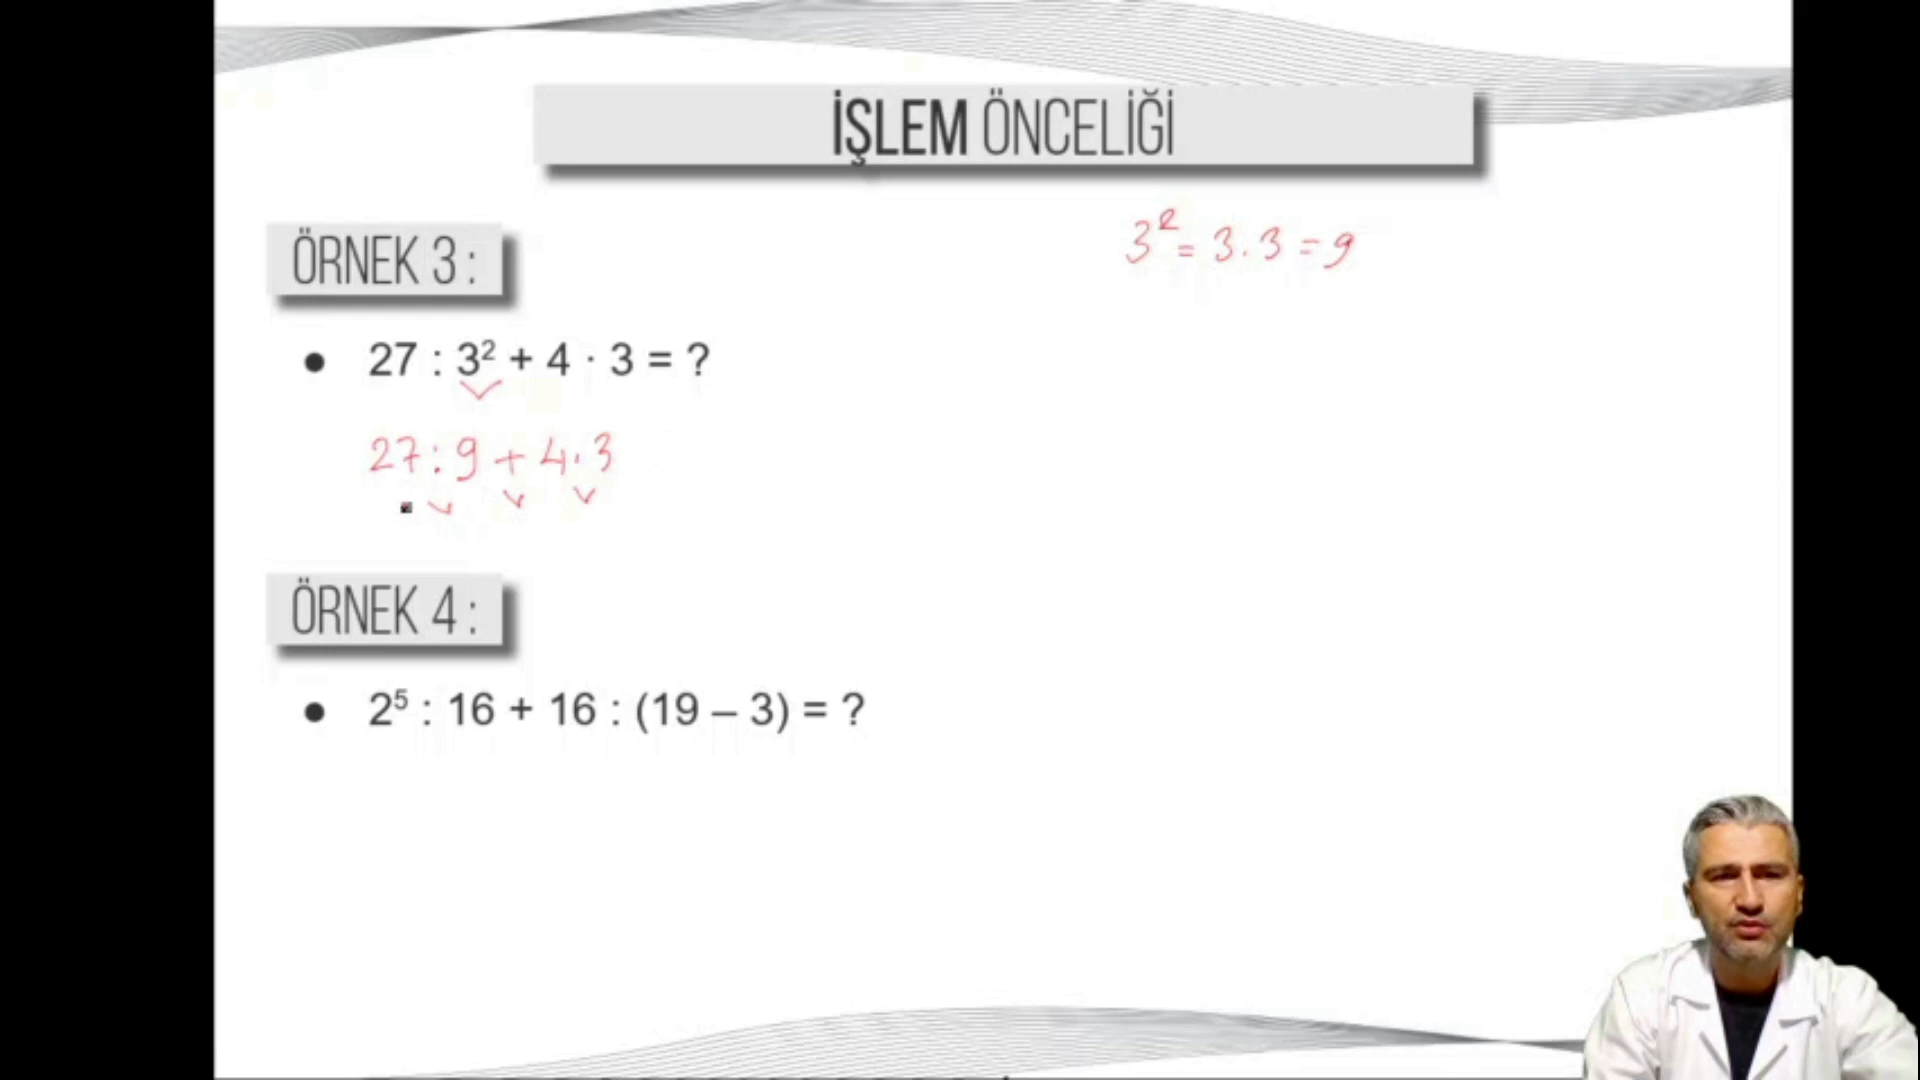 İŞLEM ÖNCELİĞİ
3² = 3.3 = 9
ÖRNEK 3 :
● 27 : 3² + 4 · 3 = ?
27 : 9 + 4 . 3
ÖRNEK 4 :
● 2⁵ : 16 + 16 : (19 – 3) = ?